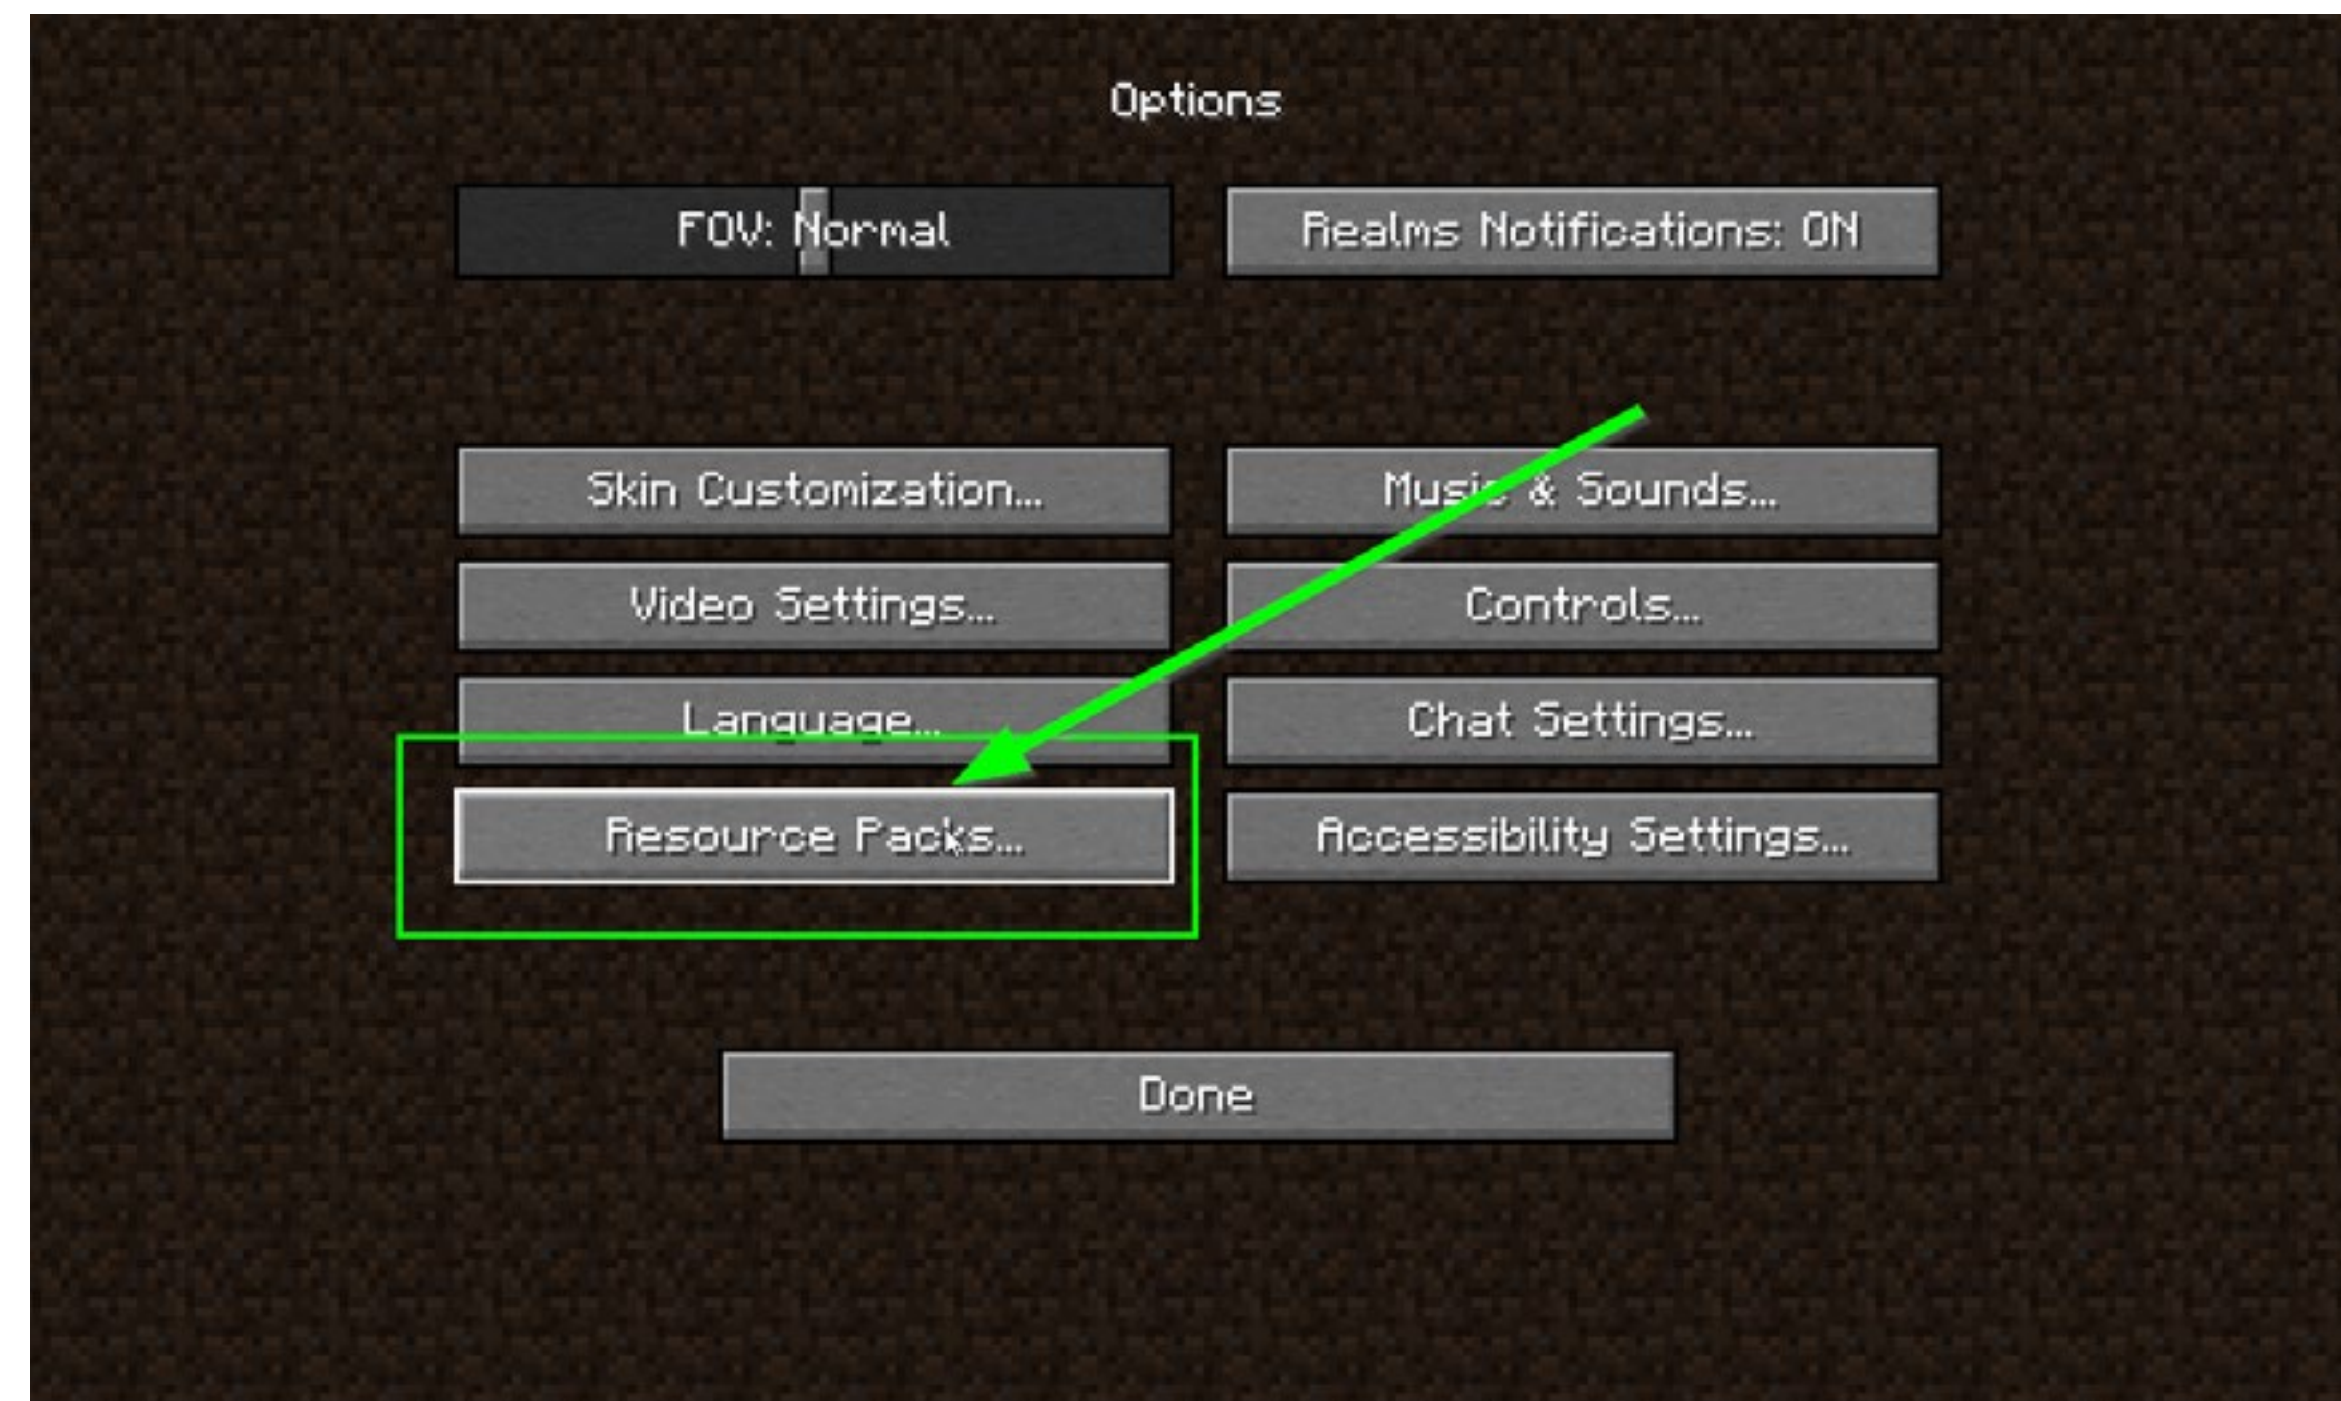 Options
FOV: Normal
Realms Notifications: ON
Skin Customization...
Music & Sounds...
Video Settings...
Controls...
Language...
Chat Settings...
Resource Packs...
Accessibility Settings...
Done